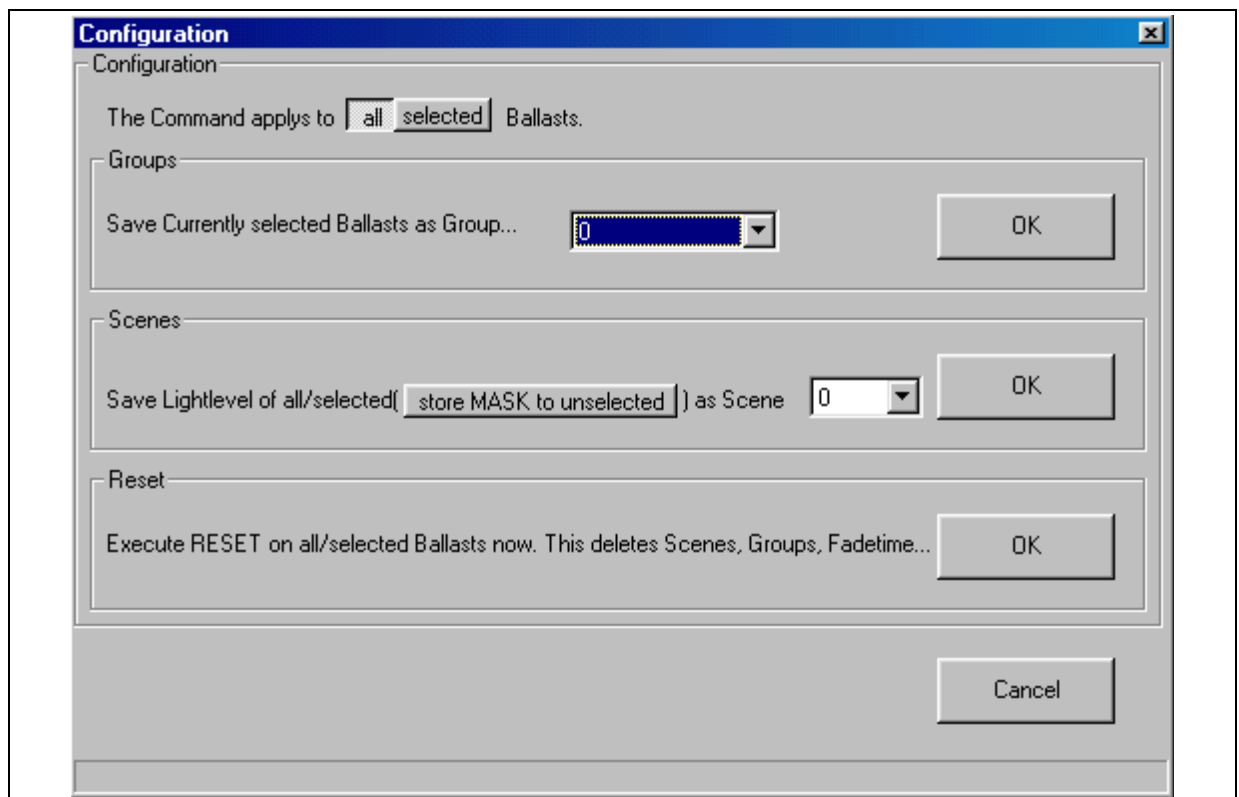 Configuration
Configuration
The Command applys to all selected Ballasts.
Groups
Save Currently selected Ballasts as Group... 0 OK
Scenes
Save Lightlevel of all/selected( store MASK to unselected ) as Scene 0 OK
Reset
Execute RESET on all/selected Ballasts now. This deletes Scenes, Groups, Fadetime... OK
Cancel